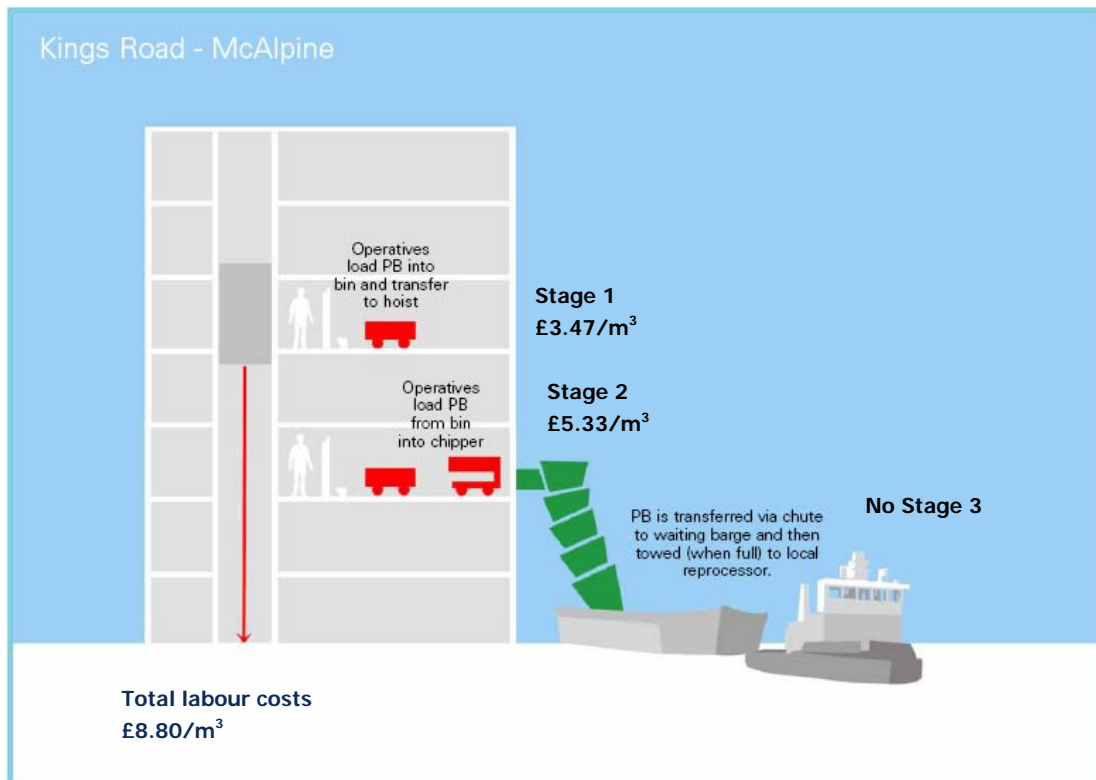 Kings Road - McAlpine
Operatives
load PB into
bin and transfer
to hoist
Stage 1
£3.47/m³
Operatives
load PB
from bin
into chipper
Stage 2
£5.33/m³
PB is transferred via chute
to waiting barge and then
towed (when full) to local
reprocessor.
No Stage 3
Total labour costs
£8.80/m³